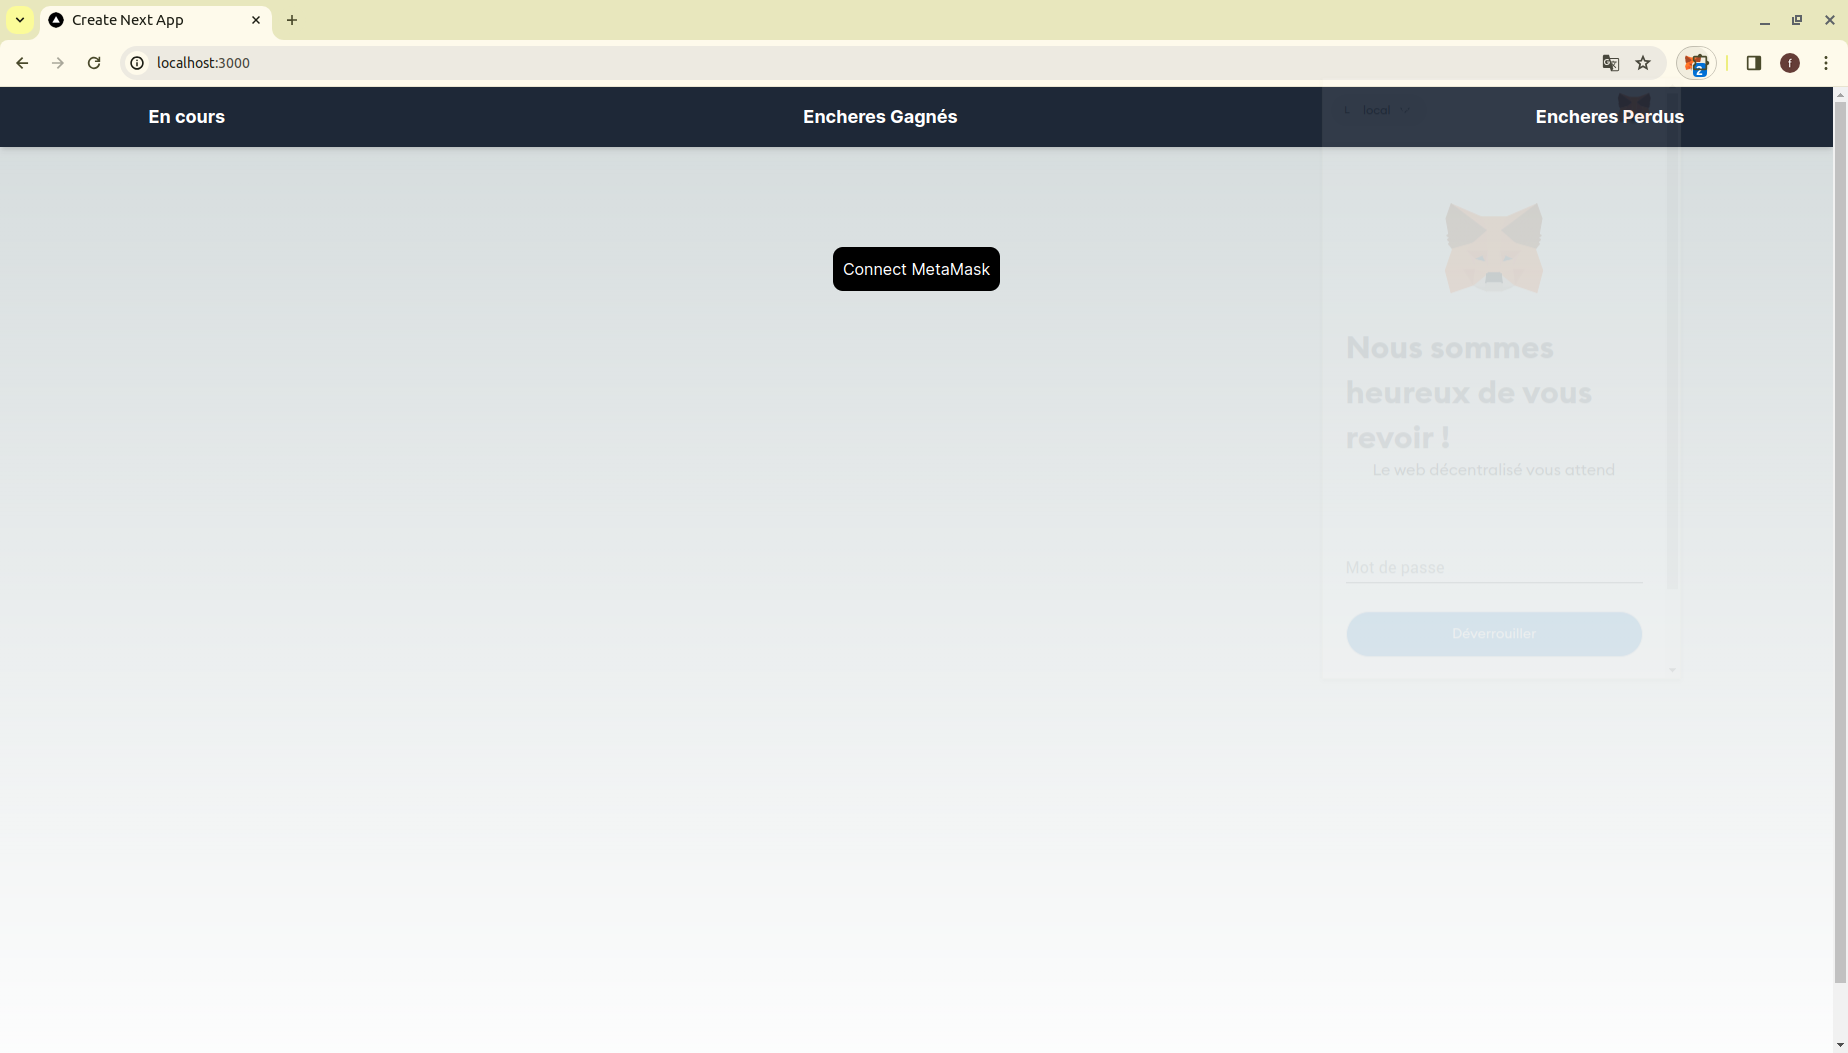 Create Next App
localhost:3000
2
f
En cours
Encheres Gagnés
Encheres Perdus
L local
Connect MetaMask
Nous sommes
heureux de vous
revoir !
Le web décentralisé vous attend
Mot de passe
Déverrouiller